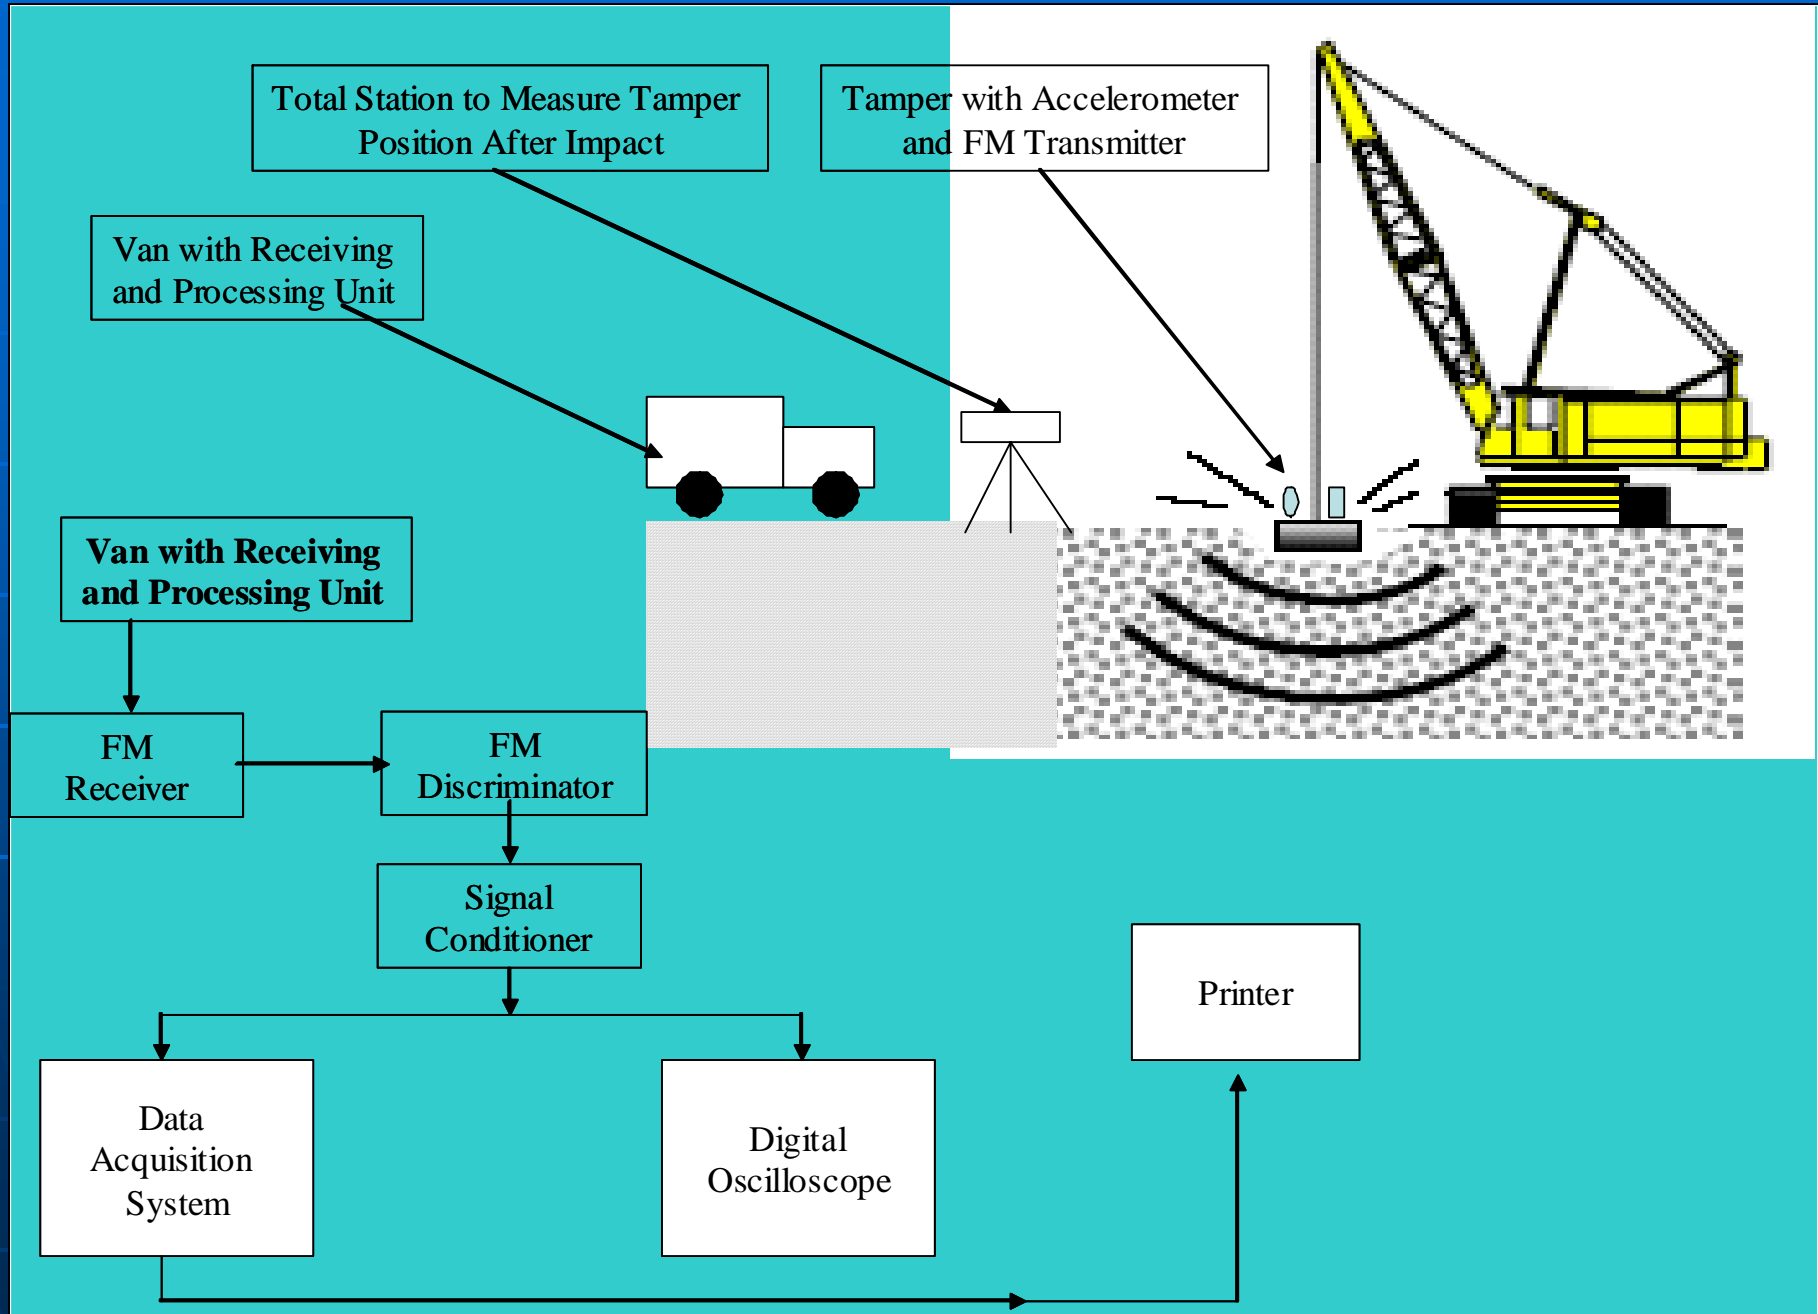 Total Station to Measure Tamper
Position After Impact
Tamper with Accelerometer
and FM Transmitter
Van with Receiving
and Processing Unit
Van with Receiving
and Processing Unit
FM
Receiver
FM
Discriminator
Signal
Conditioner
Printer
Data
Acquisition
System
Digital
Oscilloscope